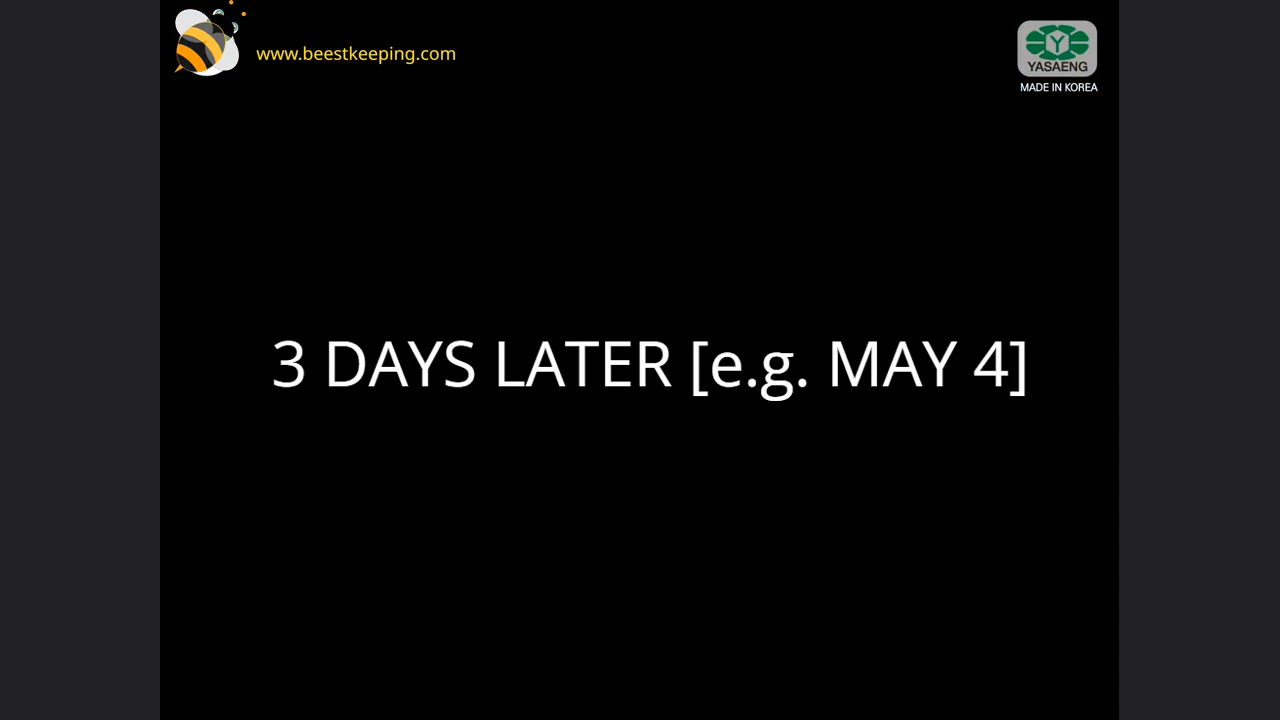 www.beestkeeping.com
YASAENG
MADE IN KOREA
3 DAYS LATER [e.g. MAY 4]